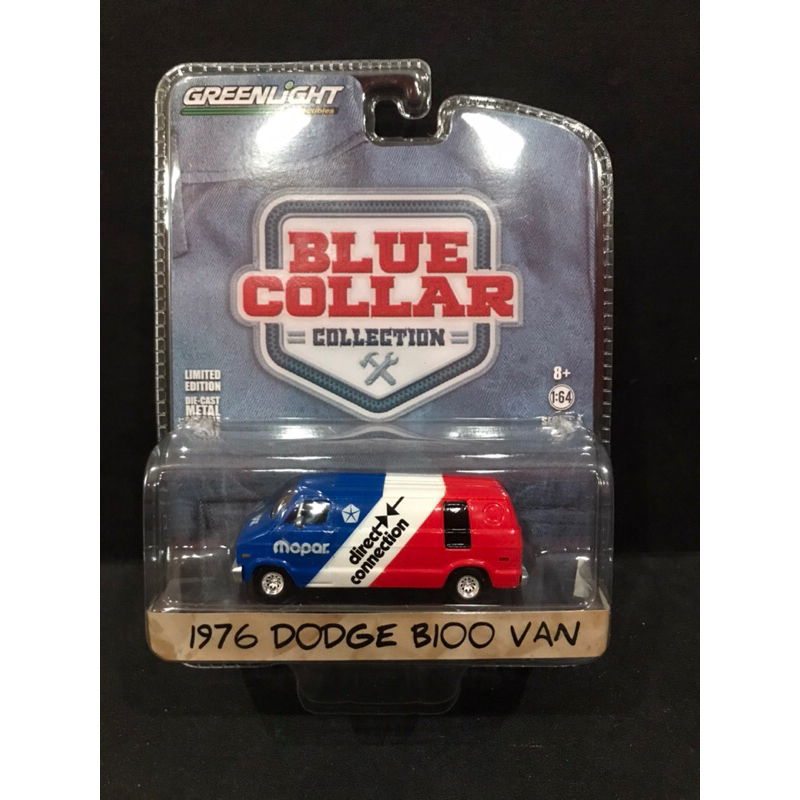 GREENLIGHT
BLUE
COLLAR
COLLECTION
LIMITED
EDITION
DIE-CAST
METAL
8+
1:64
mopar.
direct
connection
1976 DODGE B100 VAN